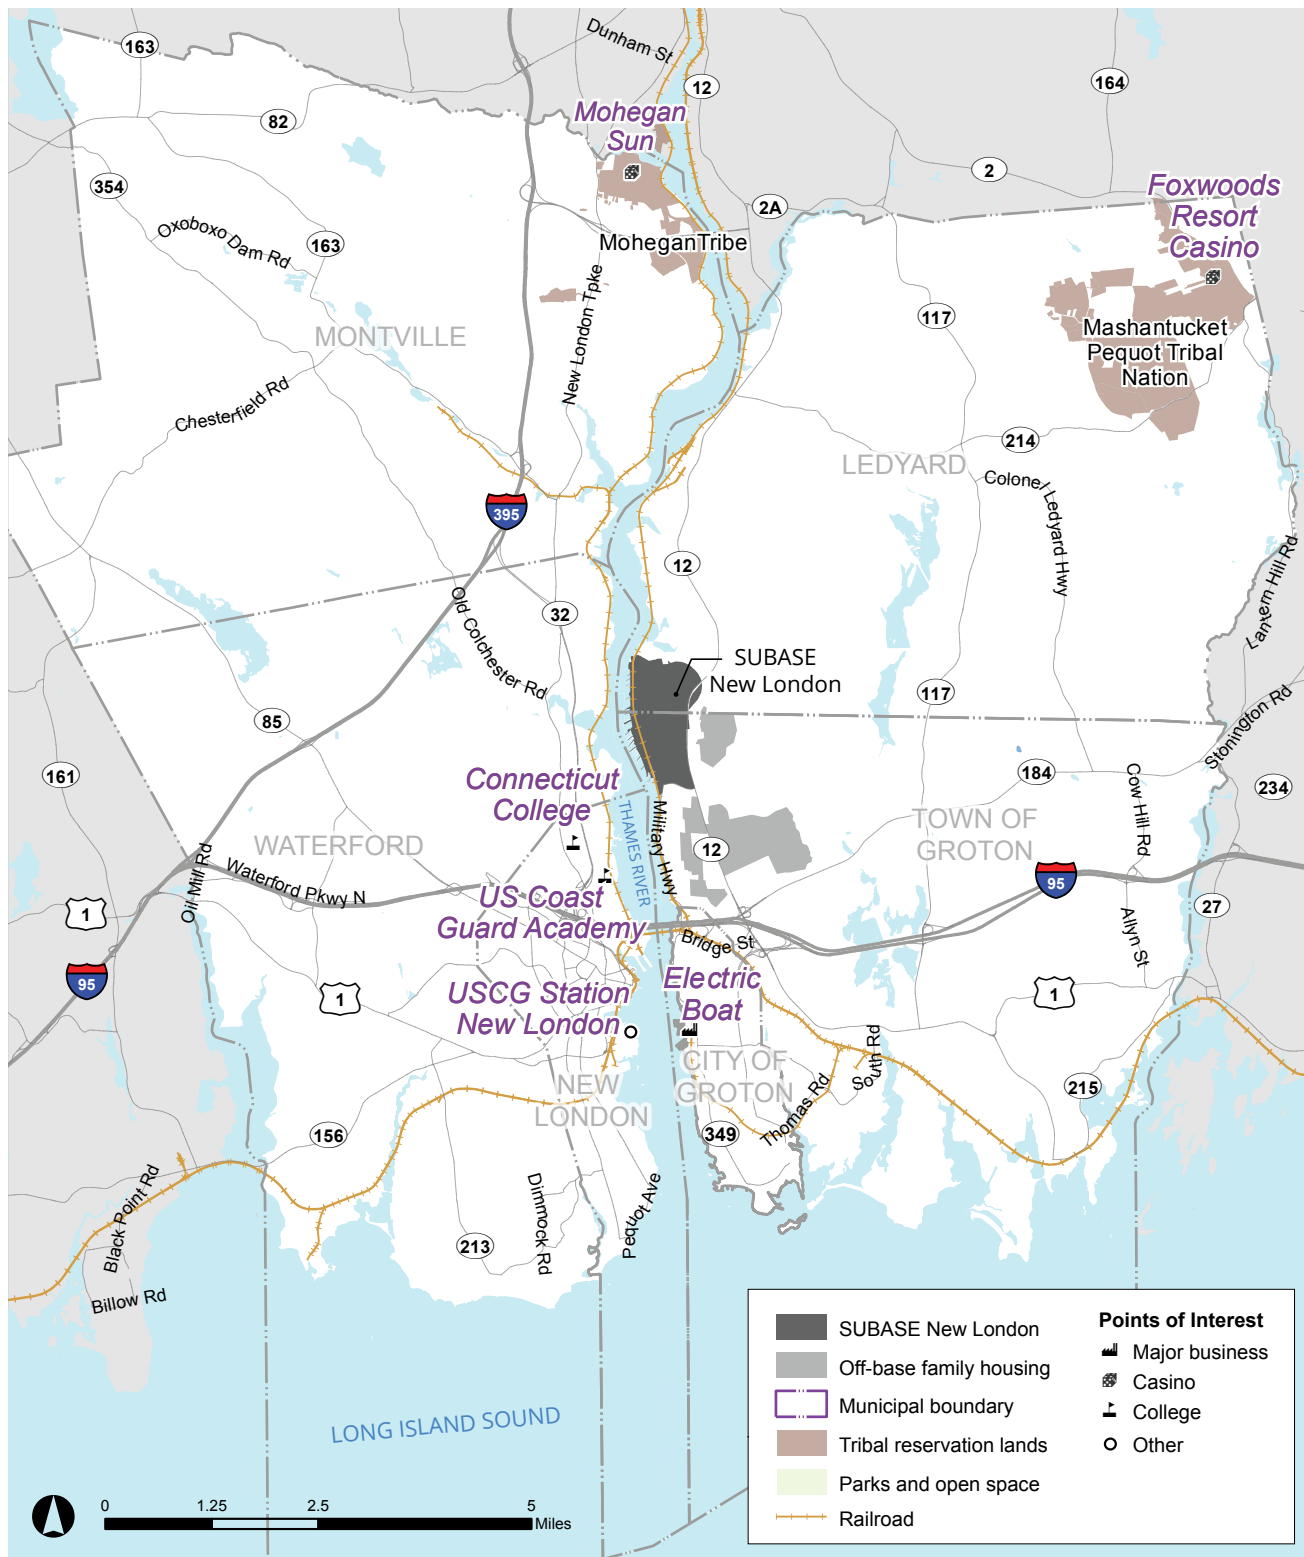 163
Dunham St
12
164
82
Mohegan
Sun
2
354
Foxwoods
Resort
Casino
2A
Oxoboxo Dam Rd
163
Mohegan Tribe
New London Tpke
117
MONTVILLE
Mashantucket
Pequot Tribal
Nation
Chesterfield Rd
214
LEDYARD
Colonel Ledyard Hwy
395
12
Lantern Hill Rd
Old Colchester Rd
32
SUBASE
New London
117
85
Stonington Rd
161
Connecticut
College
184
Cow Hill Rd
234
THAMES RIVER
Military Hwy
TOWN OF
GROTON
WATERFORD
12
Oil Mill Rd
Waterford Pkwy N
95
US Coast
Guard Academy
1
27
Allyn St
Bridge St
95
USCG Station
New London
Electric
Boat
1
1
CITY OF
GROTON
South Rd
NEW
LONDON
Thomas Rd
215
156
349
Black Point Rd
Dimmock Rd
Pequot Ave
213
Billow Rd
LONG ISLAND SOUND
0 1.25 2.5 5
Miles
SUBASE New London
Off-base family housing
Municipal boundary
Tribal reservation lands
Parks and open space
Railroad
Points of Interest
Major business
Casino
College
Other